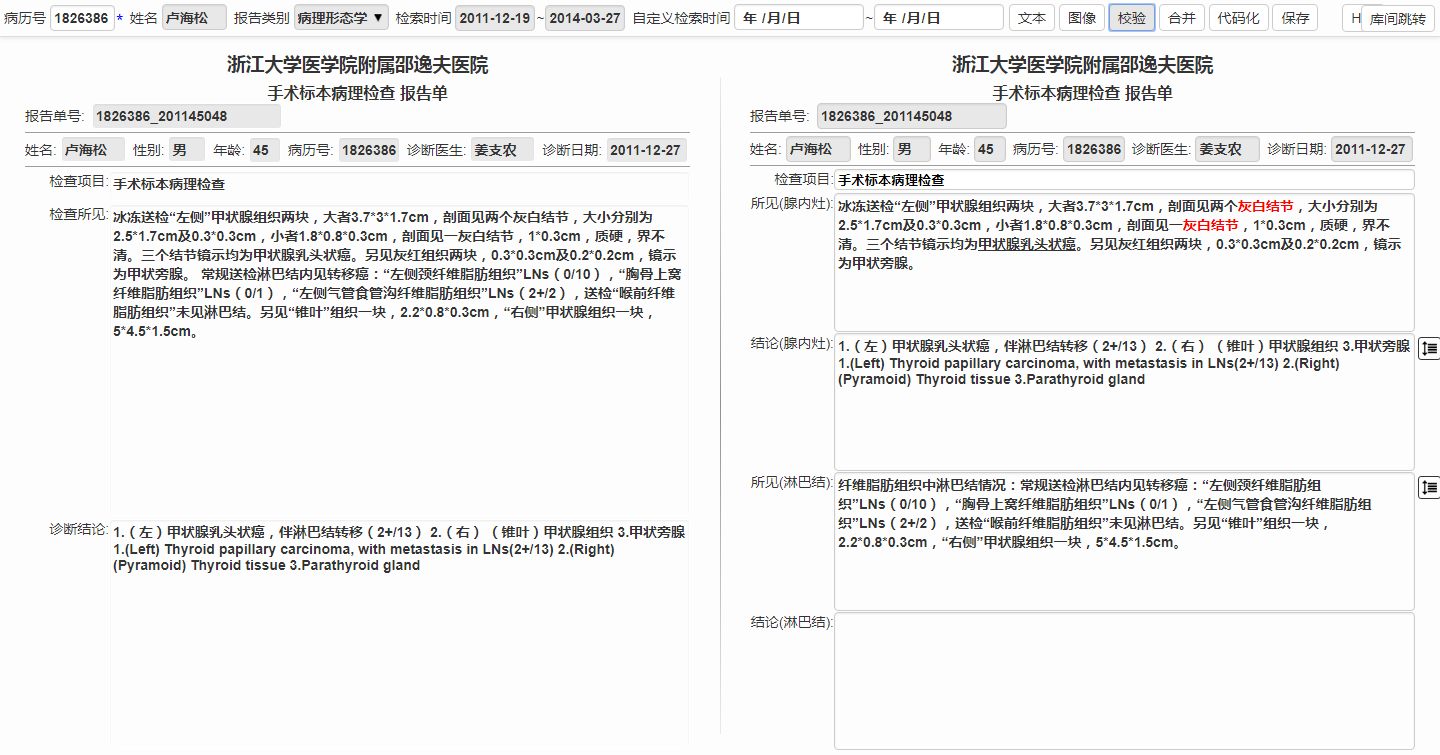 病历号 1826386 * 姓名 卢海松 报告类别 病理形态学 ▼ 检索时间 2011-12-19 ~ 2014-03-27 自定义检索时间 年 /月/日 ~ 年 /月/日 文本 图像 校验 合并 代码化 保存 H 库间跳转
浙江大学医学院附属邵逸夫医院
手术标本病理检查 报告单
报告单号: 1826386_201145048
姓名: 卢海松 性别: 男 年龄: 45 病历号: 1826386 诊断医生: 姜支农 诊断日期: 2011-12-27
检查项目: 手术标本病理检查
检查所见: 冰冻送检“左侧”甲状腺组织两块，大者3.7*3*1.7cm，剖面见两个灰白结节，大小分别为
2.5*1.7cm及0.3*0.3cm，小者1.8*0.8*0.3cm，剖面见一灰白结节，1*0.3cm，质硬，界不
清。三个结节镜示均为甲状腺乳头状癌。另见灰红组织两块，0.3*0.3cm及0.2*0.2cm，镜示
为甲状旁腺。 常规送检淋巴结内见转移癌：“左侧颈纤维脂肪组织”LNs（0/10），“胸骨上窝
纤维脂肪组织”LNs（0/1），“左侧气管食管沟纤维脂肪组织”LNs（2+/2），送检“喉前纤维
脂肪组织”未见淋巴结。另见“锥叶”组织一块，2.2*0.8*0.3cm，“右侧”甲状腺组织一块，
5*4.5*1.5cm。
诊断结论: 1.（左）甲状腺乳头状癌，伴淋巴结转移（2+/13） 2.（右）（锥叶）甲状腺组织 3.甲状旁腺
1.(Left) Thyroid papillary carcinoma, with metastasis in LNs(2+/13) 2.(Right)
(Pyramoid) Thyroid tissue 3.Parathyroid gland
浙江大学医学院附属邵逸夫医院
手术标本病理检查 报告单
报告单号: 1826386_201145048
姓名: 卢海松 性别: 男 年龄: 45 病历号: 1826386 诊断医生: 姜支农 诊断日期: 2011-12-27
检查项目: 手术标本病理检查
所见(腺内灶): 冰冻送检“左侧”甲状腺组织两块，大者3.7*3*1.7cm，剖面见两个灰白结节，大小分别为
2.5*1.7cm及0.3*0.3cm，小者1.8*0.8*0.3cm，剖面见一灰白结节，1*0.3cm，质硬，界不
清。三个结节镜示均为甲状腺乳头状癌。另见灰红组织两块，0.3*0.3cm及0.2*0.2cm，镜示
为甲状旁腺。
结论(腺内灶): 1.（左）甲状腺乳头状癌，伴淋巴结转移（2+/13） 2.（右）（锥叶）甲状腺组织 3.甲状旁腺
1.(Left) Thyroid papillary carcinoma, with metastasis in LNs(2+/13) 2.(Right)
(Pyramoid) Thyroid tissue 3.Parathyroid gland
所见(淋巴结): 纤维脂肪组织中淋巴结情况：常规送检淋巴结内见转移癌：“左侧颈纤维脂肪组
织”LNs（0/10），“胸骨上窝纤维脂肪组织”LNs（0/1），“左侧气管食管沟纤维脂肪组
织”LNs（2+/2），送检“喉前纤维脂肪组织”未见淋巴结。另见“锥叶”组织一块，
2.2*0.8*0.3cm，“右侧”甲状腺组织一块，5*4.5*1.5cm。
结论(淋巴结):